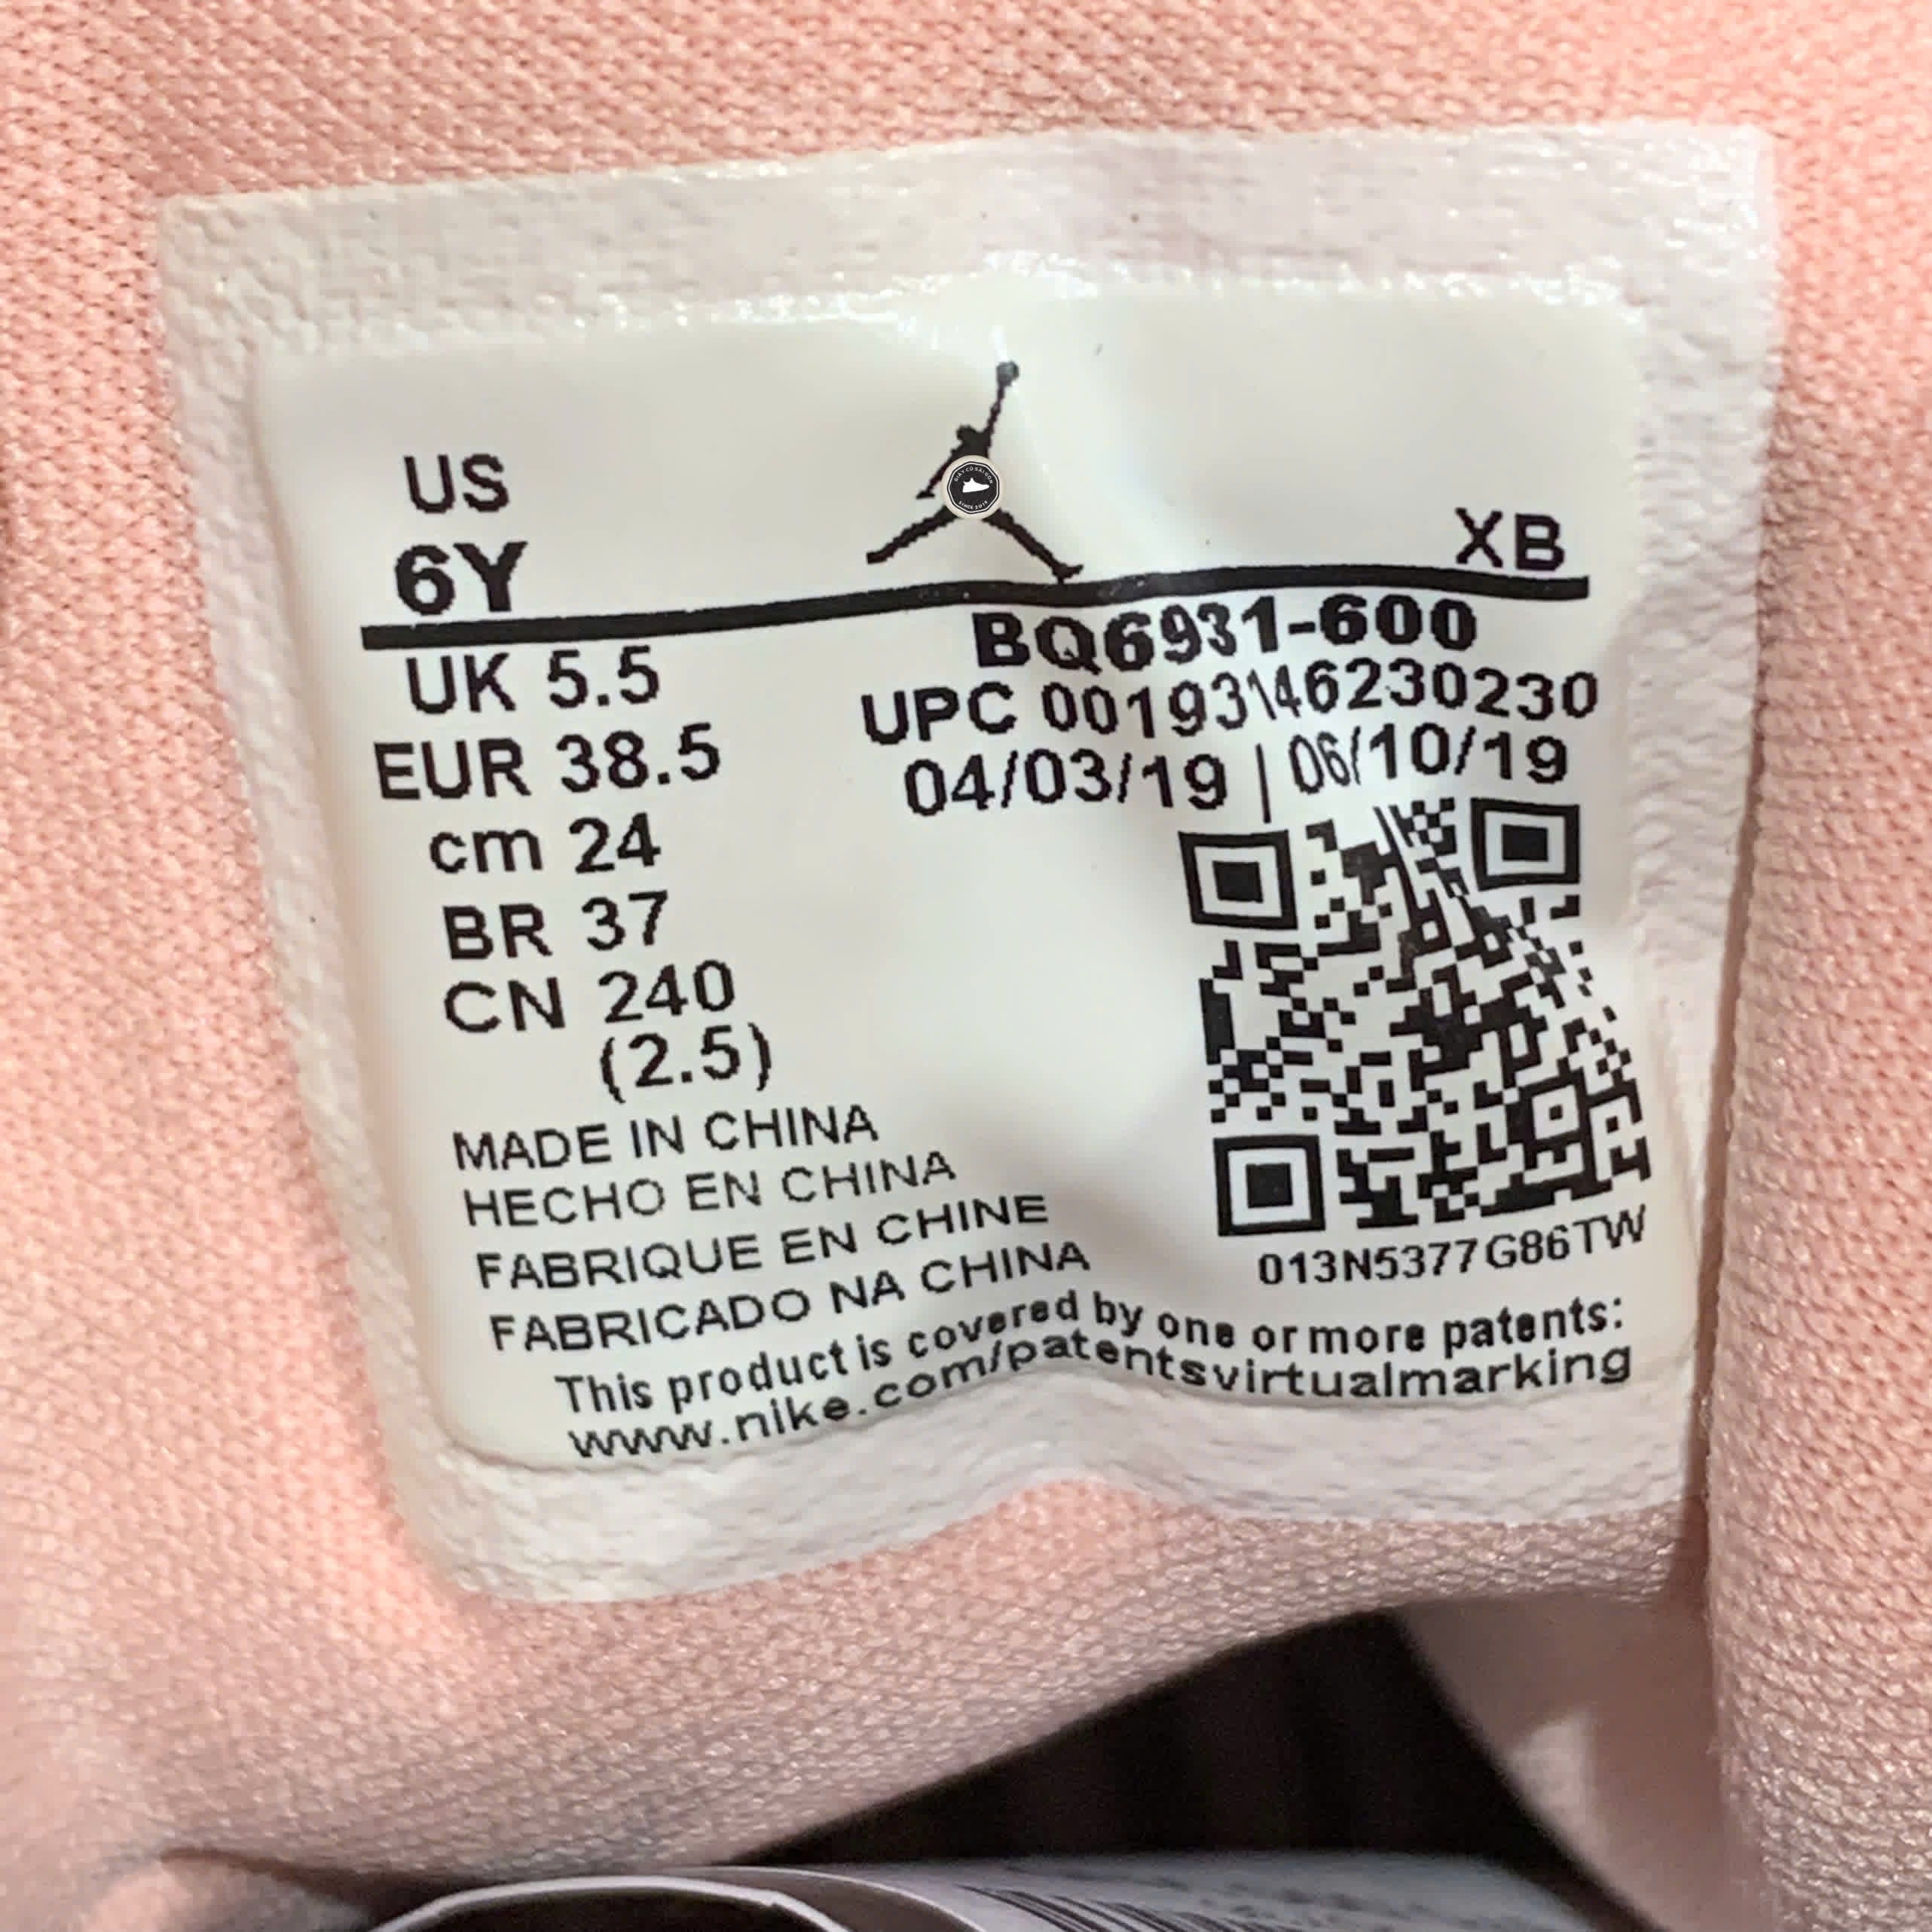 US
6Y
XB
UK 5.5
EUR 38.5
cm 24
BR 37
CN 240
(2.5)
BQ6931-600
UPC 00193146230230
04/03/19 | 06/10/19
013N5377G86TW
MADE IN CHINA
HECHO EN CHINA
FABRIQUE EN CHINE
FABRICADO NA CHINA
This product is covered by one or more patents:
www.nike.com/patentsvirtualmarking